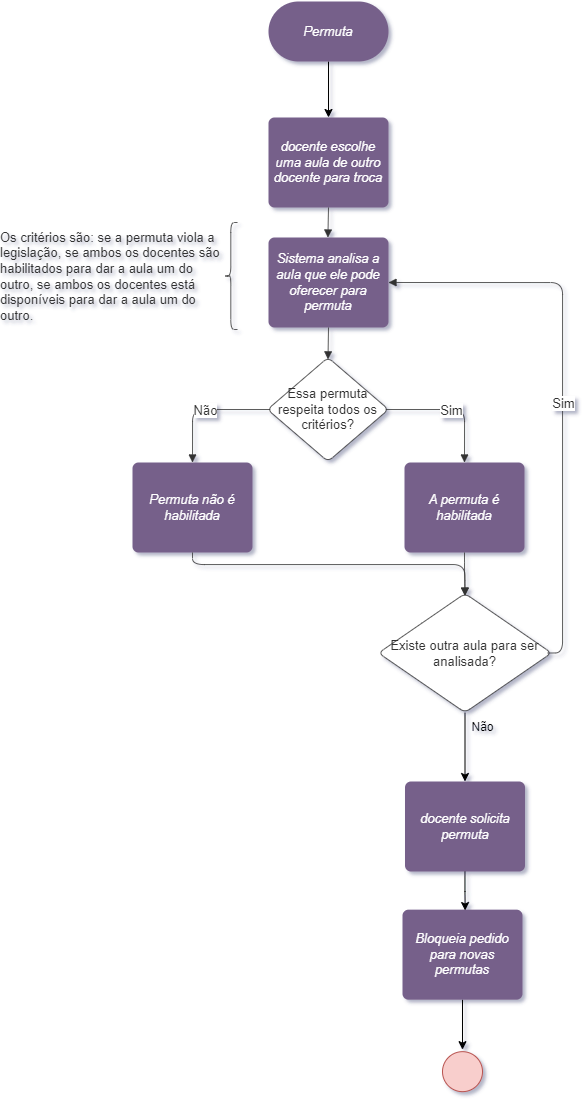 Permuta
docente escolhe
uma aula de outro
docente para troca
Os critérios são: se a permuta viola a
legislação, se ambos os docentes são
habilitados para dar a aula um do
outro, se ambos os docentes está
disponíveis para dar a aula um do
outro.
Sistema analisa a
aula que ele pode
oferecer para
permuta
Essa permuta
respeita todos os
critérios?
Não
Sim
Sim
Permuta não é
habilitada
A permuta é
habilitada
Existe outra aula para ser
analisada?
Não
docente solicita
permuta
Bloqueia pedido
para novas
permutas